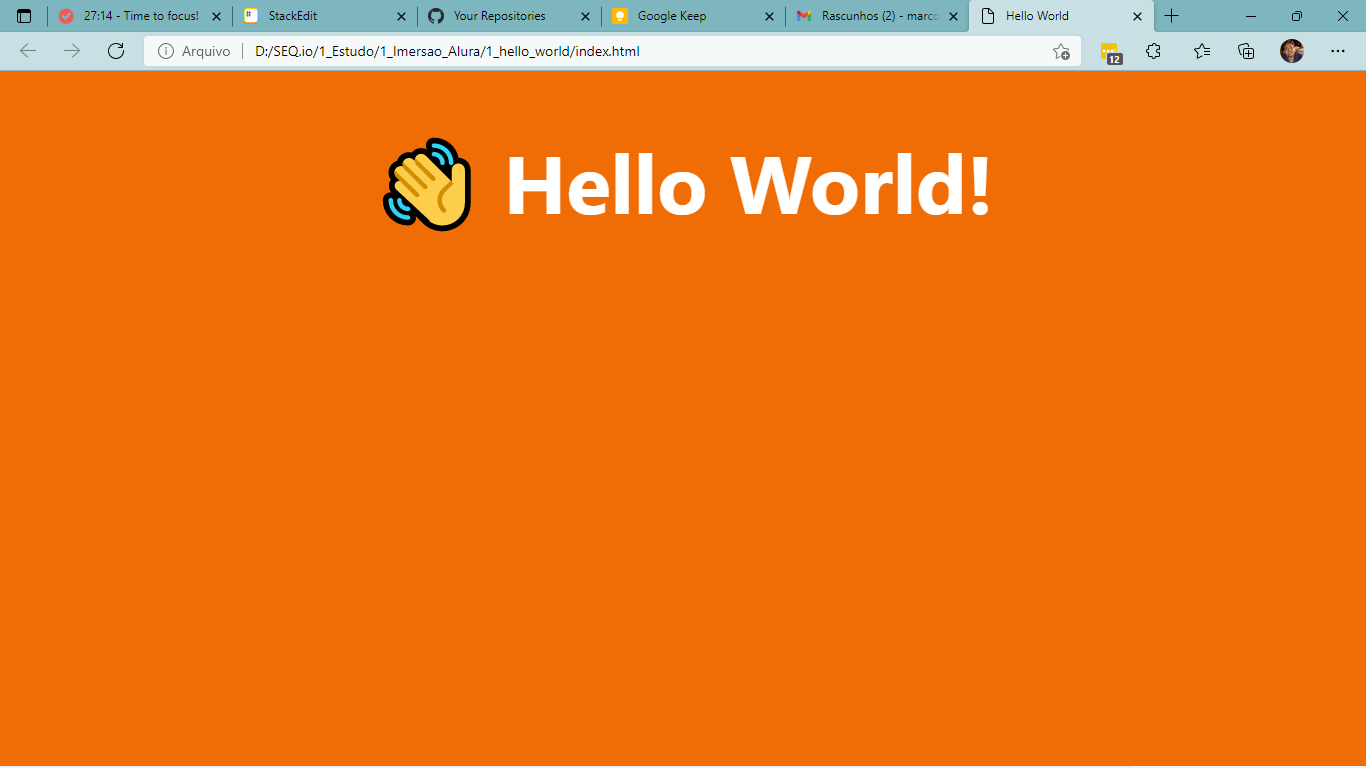 27:14 - Time to focus! StackEdit Your Repositories Google Keep Rascunhos (2) - marco Hello World
Arquivo D:/SEQ.io/1_Estudo/1_Imersao_Alura/1_hello_world/index.html 12
👋 Hello World!